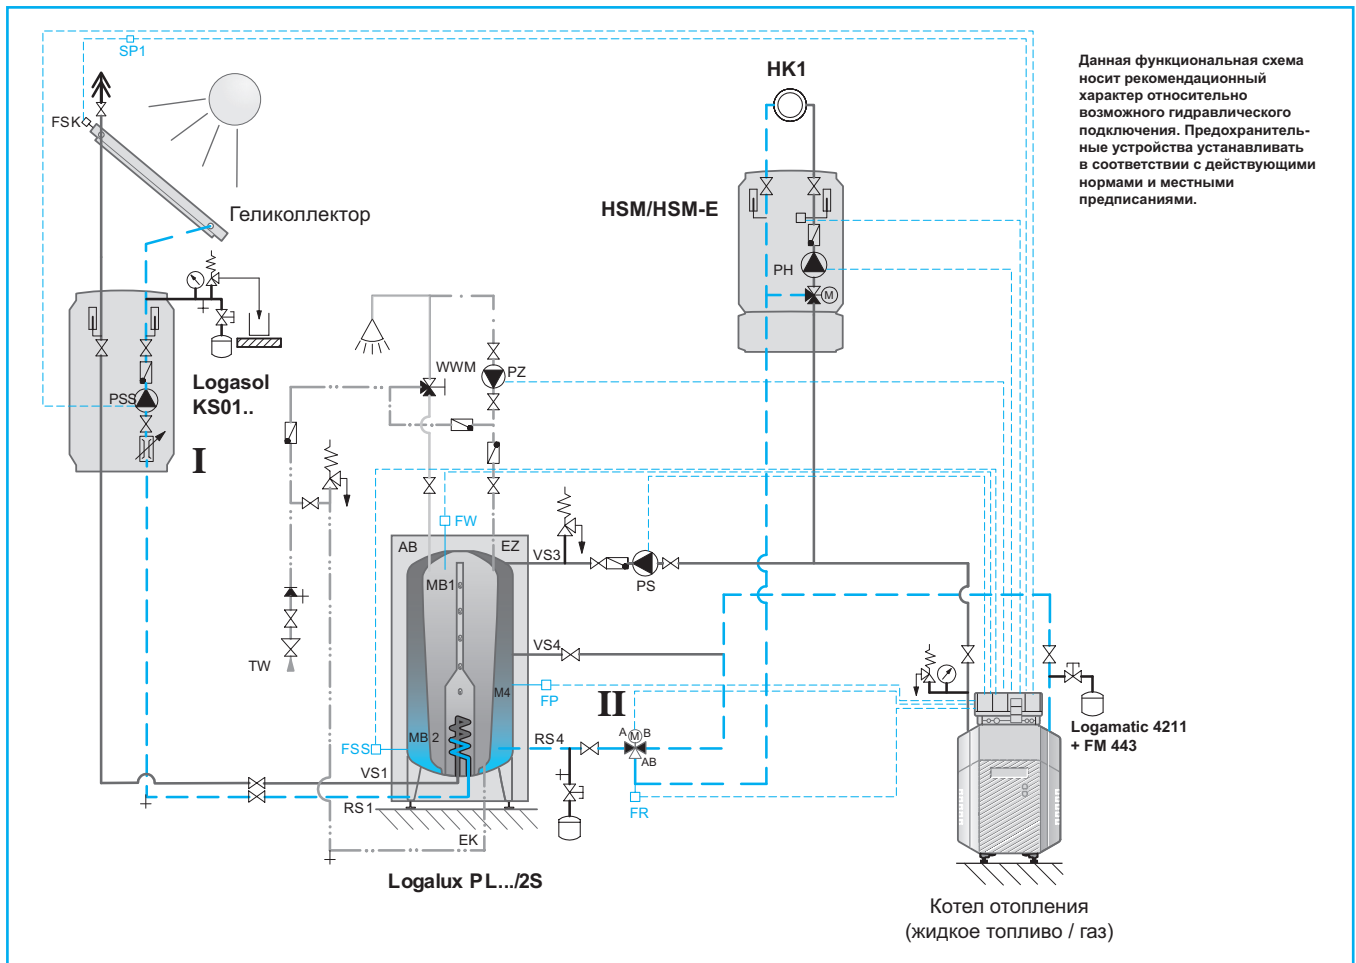 SP1
FSK
Геликоллектор
HK1
Данная функциональная схема
носит рекомендационный
характер относительно
возможного гидравлического
подключения. Предохранитель-
ные устройства устанавливать
в соответствии с действующими
нормами и местными
предписаниями.
HSM/HSM-E
PH
M
Logasol
KS01..
PSS
I
WWM
PZ
FW
AB
EZ
VS3
MB1
PS
TW
VS4
M4
FP
II
A
M
B
AB
FSS
MB 2
RS4
VS1
RS1
EK
FR
Logamatic 4211
+ FM 443
Logalux PL.../2S
Котел отопления
(жидкое топливо / газ)